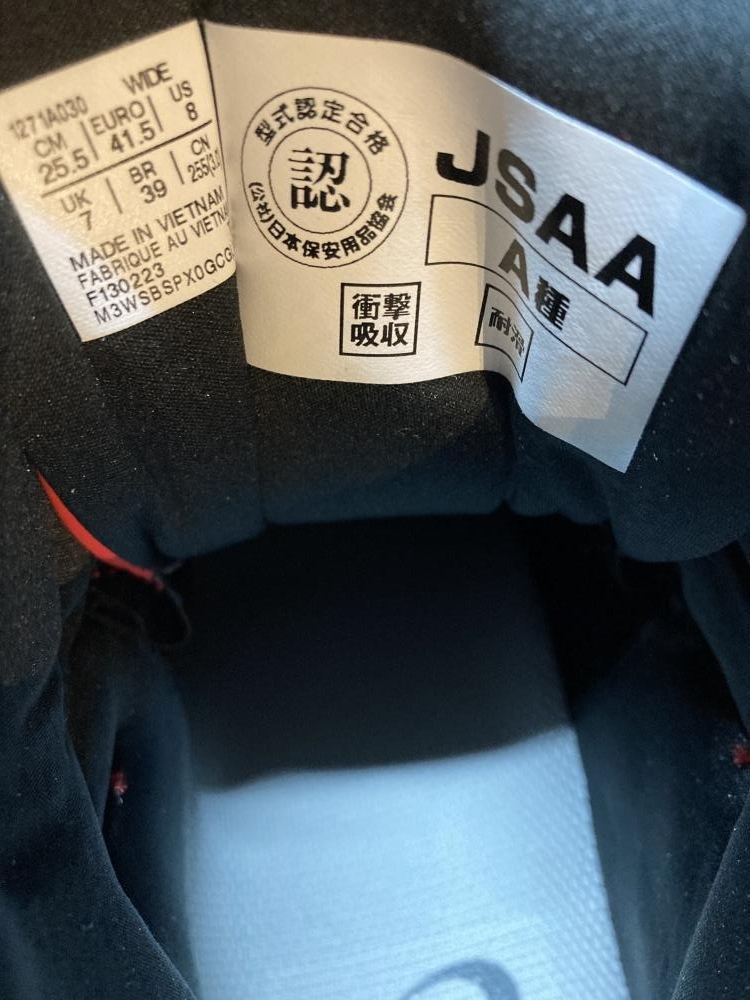 1271A030 WIDE
CM EURO US
25.5 41.5 8
UK BR CN
7 39
MADE IN VIETNAM
FABRIQUE AU
F130223
型式認定合格
認
(公社)日本保安用品協会
JSAA
A種
衝撃
吸収
耐滑